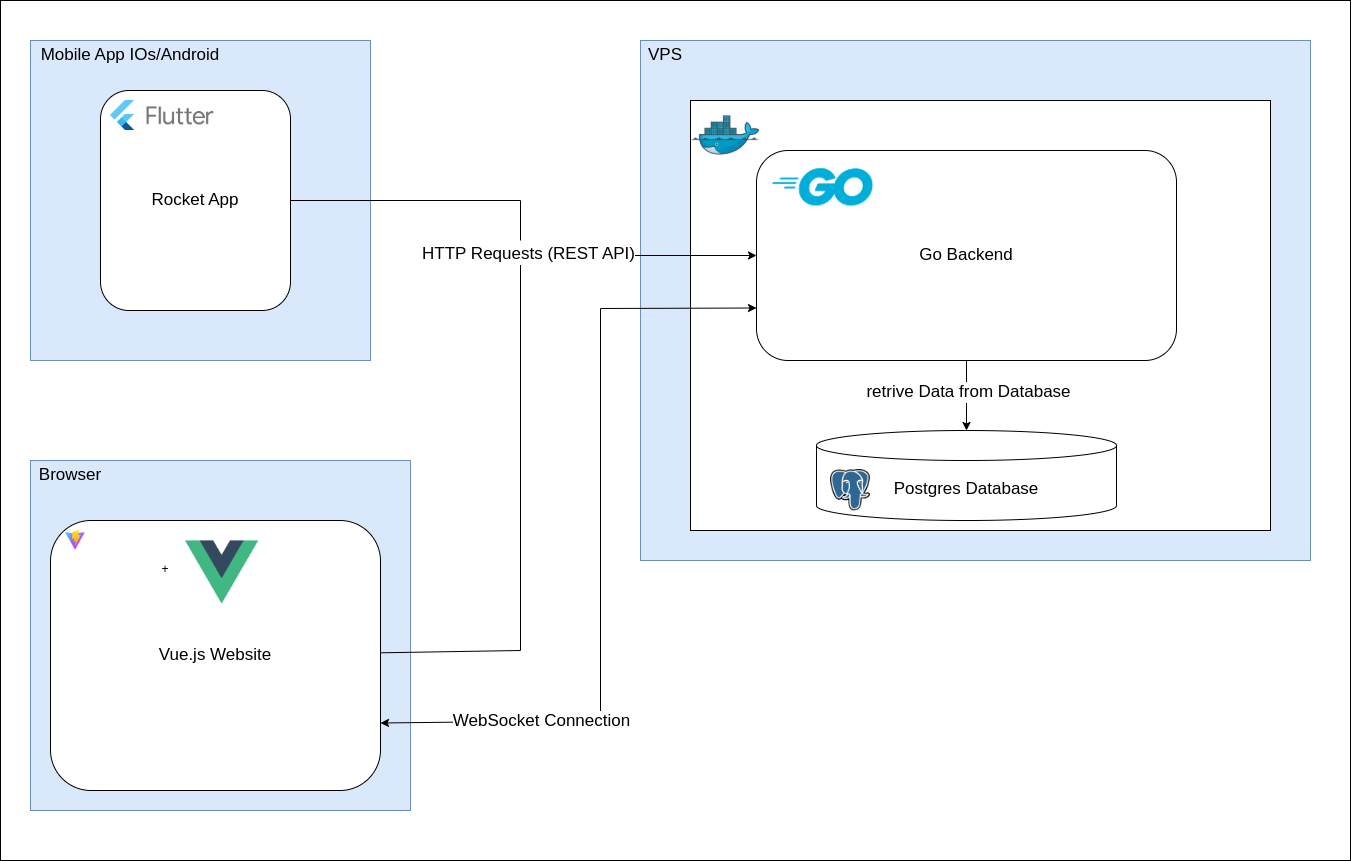 Mobile App IOs/Android
Flutter
Rocket App
VPS
GO
Go Backend
HTTP Requests (REST API)
retrive Data from Database
Postgres Database
Browser
+
Vue.js Website
WebSocket Connection